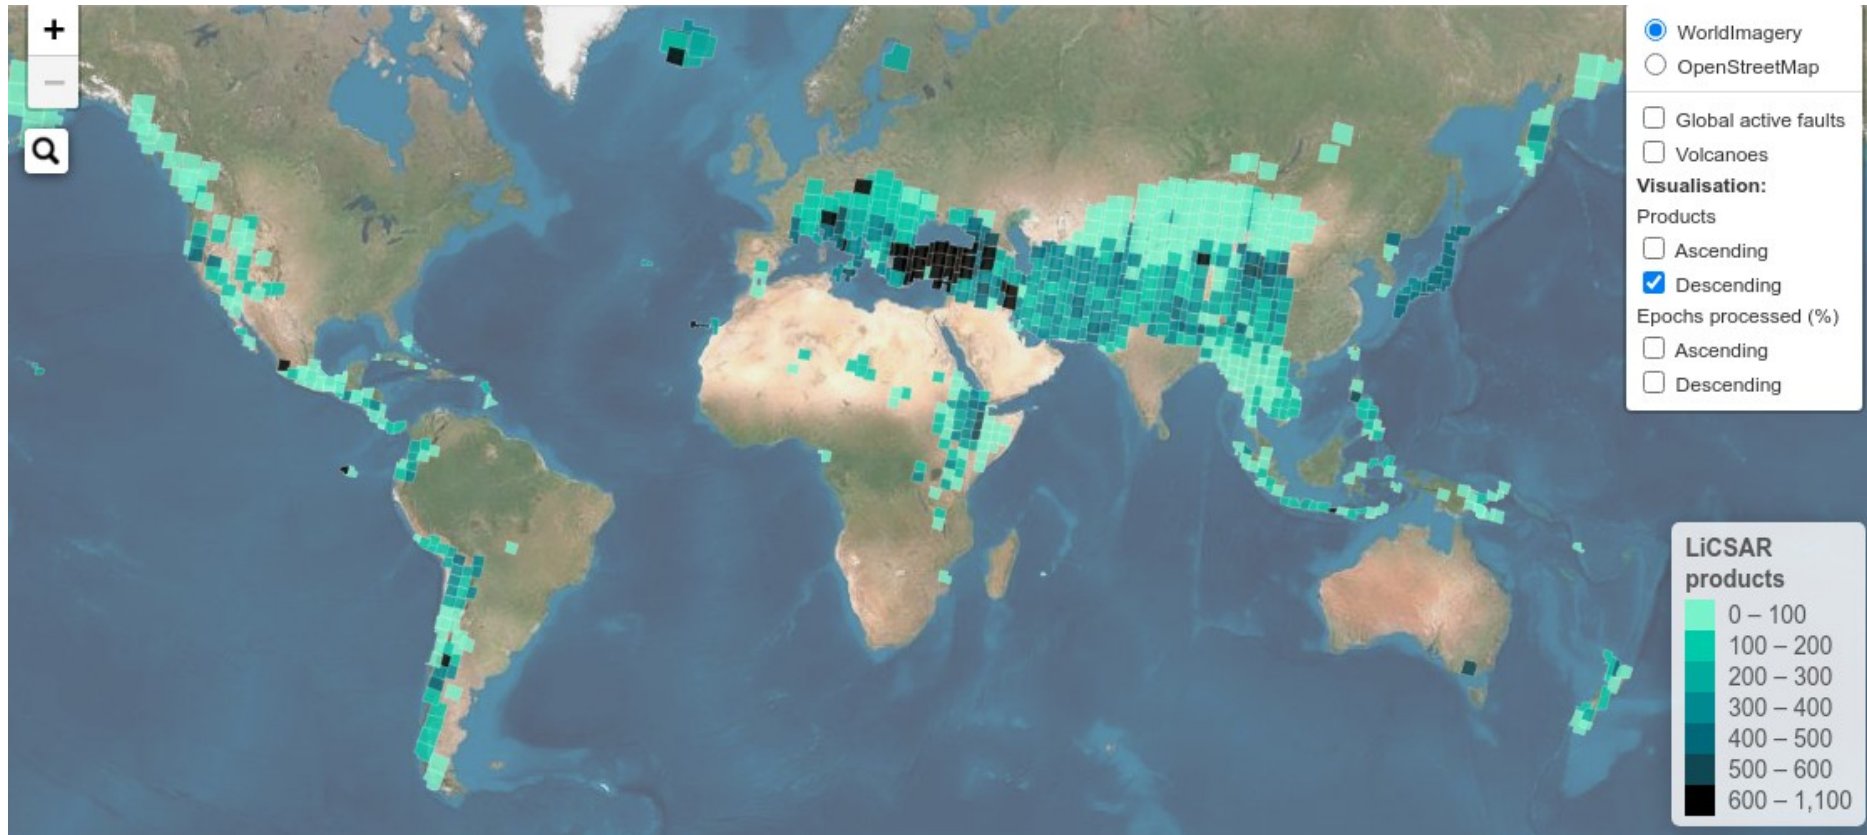 +
−
WorldImagery
OpenStreetMap
Global active faults
Volcanoes
Visualisation:
Products
Ascending
Descending
Epochs processed (%)
Ascending
Descending
LiCSAR
products
0 – 100
100 – 200
200 – 300
300 – 400
400 – 500
500 – 600
600 – 1,100